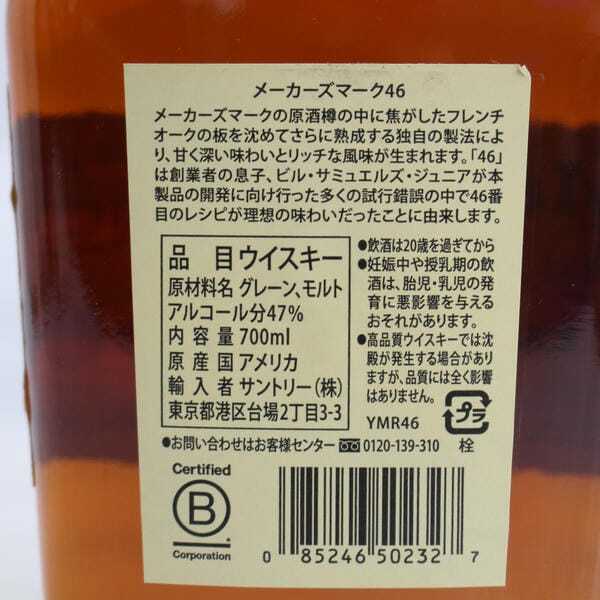 メーカーズマーク46
メーカーズマークの原酒樽の中に焦がしたフレンチ
オークの板を沈めてさらに熟成する独自の製法によ
り、甘く深い味わいとリッチな風味が生まれます。「46」
は創業者の息子、ビル・サミュエルズ・ジュニアが本
製品の開発に向け行った多くの試行錯誤の中で46番
目のレシピが理想の味わいだったことに由来します。
品目 ウイスキー
原材料名 グレーン、モルト
アルコール分 47%
内容量 700ml
原産国 アメリカ
輸入者 サントリー(株)
東京都港区台場2丁目3-3
●飲酒は20歳を過ぎてから
●妊娠中や授乳期の飲
酒は、胎児・乳児の発
育に悪影響を与える
おそれがあります。
●高品質ウイスキーでは沈
殿が発生する場合があり
ますが、品質には全く影響
はありません。
YMR46
プラ
栓
●お問い合わせはお客様センター 0120-139-310
Certified
B
Corporation
0 85246 50232 7